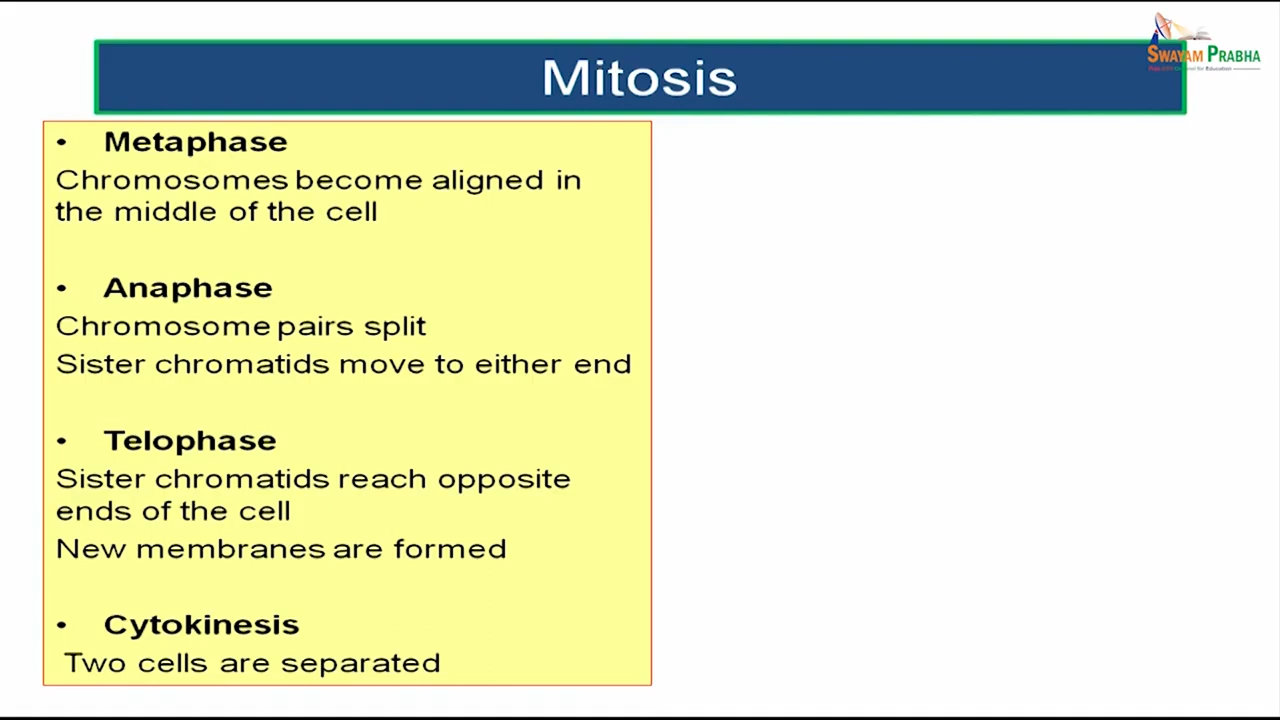 SWAYAM PRABHA
Mitosis
• Metaphase
Chromosomes become aligned in
the middle of the cell
• Anaphase
Chromosome pairs split
Sister chromatids move to either end
• Telophase
Sister chromatids reach opposite
ends of the cell
New membranes are formed
• Cytokinesis
Two cells are separated